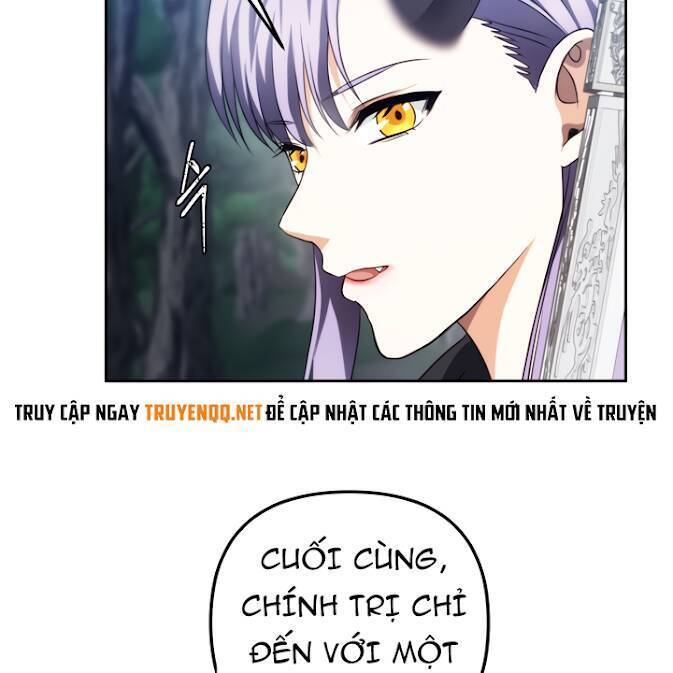 슥
TRUY CẬP NGAY TRUYENQQ.NET ĐỂ CẬP NHẬT CÁC THÔNG TIN MỚI NHẤT VỀ TRUYỆN
CUỐI CÙNG,
CHÍNH TRỊ CHỈ
ĐẾN VỚI MỘT